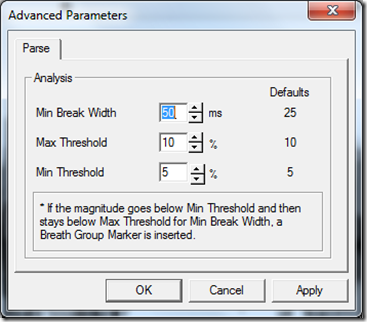 Advanced Parameters
Parse
Analysis
Defaults
Min Break Width 50 ms 25
Max Threshold 10 % 10
Min Threshold 5 % 5
* If the magnitude goes below Min Threshold and then
stays below Max Threshold for Min Break Width, a
Breath Group Marker is inserted.
OK Cancel Apply